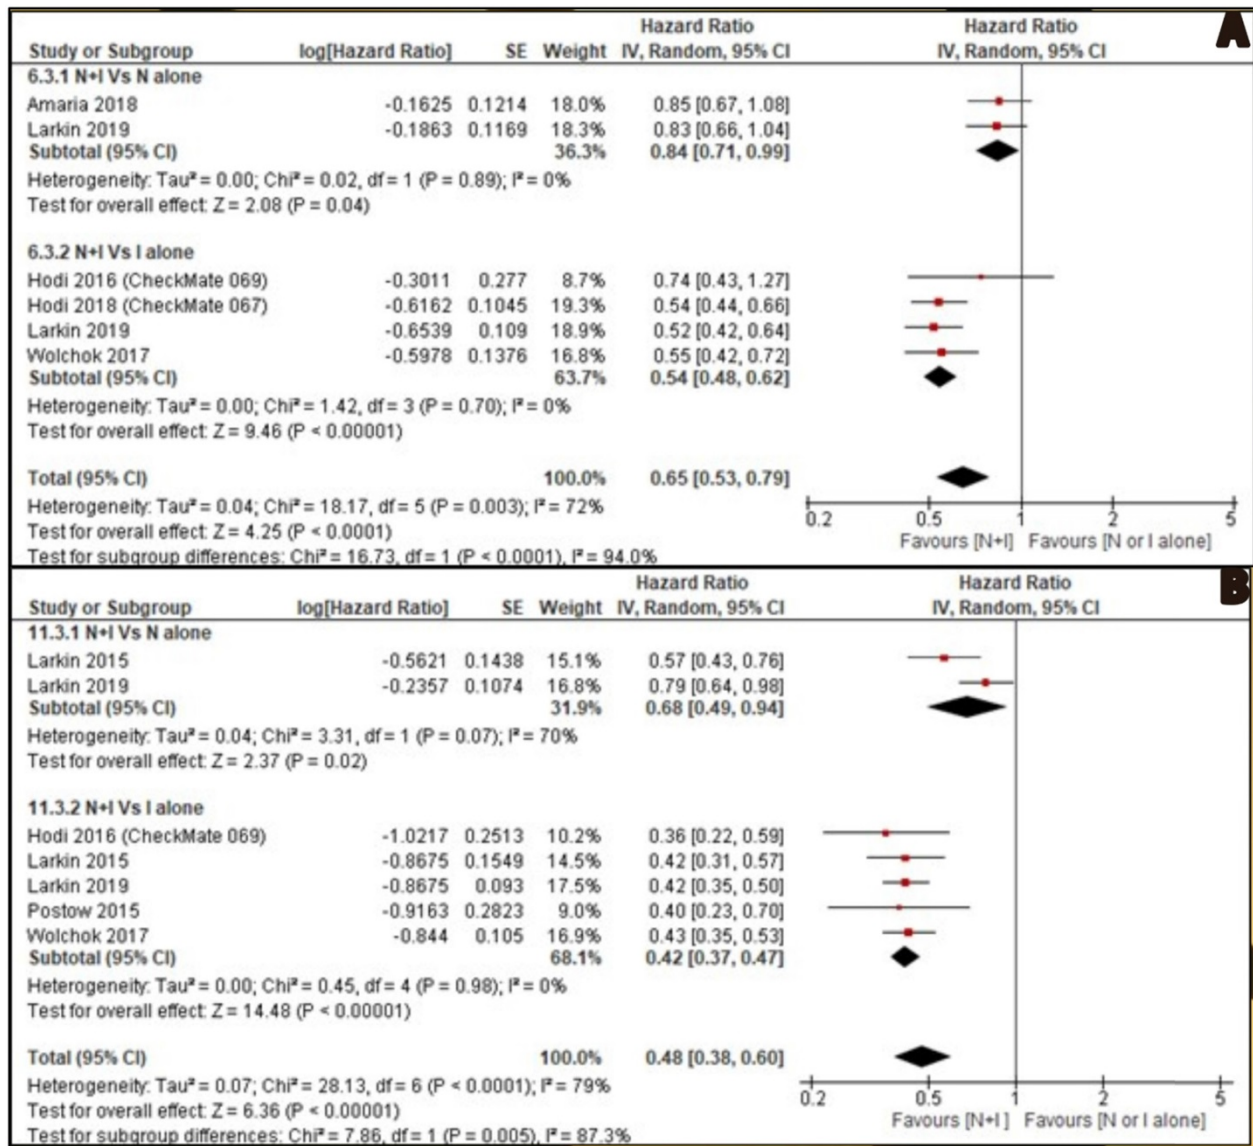 A
Hazard Ratio Hazard Ratio
Study or Subgroup log[Hazard Ratio] SE Weight IV, Random, 95% CI IV, Random, 95% CI
6.3.1 N+I Vs N alone
Amaria 2018 -0.1625 0.1214 18.0% 0.85 [0.67, 1.08]
Larkin 2019 -0.1863 0.1169 18.3% 0.83 [0.66, 1.04]
Subtotal (95% CI) 36.3% 0.84 [0.71, 0.99]
Heterogeneity: Tau² = 0.00; Chi² = 0.02, df = 1 (P = 0.89); I² = 0%
Test for overall effect: Z = 2.08 (P = 0.04)
6.3.2 N+I Vs I alone
Hodi 2016 (CheckMate 069) -0.3011 0.277 8.7% 0.74 [0.43, 1.27]
Hodi 2018 (CheckMate 067) -0.6162 0.1045 19.3% 0.54 [0.44, 0.66]
Larkin 2019 -0.6539 0.109 18.9% 0.52 [0.42, 0.64]
Wolchok 2017 -0.5978 0.1376 16.8% 0.55 [0.42, 0.72]
Subtotal (95% CI) 63.7% 0.54 [0.48, 0.62]
Heterogeneity: Tau² = 0.00; Chi² = 1.42, df = 3 (P = 0.70); I² = 0%
Test for overall effect: Z = 9.46 (P < 0.00001)
Total (95% CI) 100.0% 0.65 [0.53, 0.79]
Heterogeneity: Tau² = 0.04; Chi² = 18.17, df = 5 (P = 0.003); I² = 72%
Test for overall effect: Z = 4.25 (P < 0.0001)
Test for subgroup differences: Chi² = 16.73, df = 1 (P < 0.0001), I² = 94.0%
0.2 0.5 1 2 5
Favours [N+I] Favours [N or I alone]
B
Hazard Ratio Hazard Ratio
Study or Subgroup log[Hazard Ratio] SE Weight IV, Random, 95% CI IV, Random, 95% CI
11.3.1 N+I Vs N alone
Larkin 2015 -0.5621 0.1438 15.1% 0.57 [0.43, 0.76]
Larkin 2019 -0.2357 0.1074 16.8% 0.79 [0.64, 0.98]
Subtotal (95% CI) 31.9% 0.68 [0.49, 0.94]
Heterogeneity: Tau² = 0.04; Chi² = 3.31, df = 1 (P = 0.07); I² = 70%
Test for overall effect: Z = 2.37 (P = 0.02)
11.3.2 N+I Vs I alone
Hodi 2016 (CheckMate 069) -1.0217 0.2513 10.2% 0.36 [0.22, 0.59]
Larkin 2015 -0.8675 0.1549 14.5% 0.42 [0.31, 0.57]
Larkin 2019 -0.8675 0.093 17.5% 0.42 [0.35, 0.50]
Postow 2015 -0.9163 0.2823 9.0% 0.40 [0.23, 0.70]
Wolchok 2017 -0.844 0.105 16.9% 0.43 [0.35, 0.53]
Subtotal (95% CI) 68.1% 0.42 [0.37, 0.47]
Heterogeneity: Tau² = 0.00; Chi² = 0.45, df = 4 (P = 0.98); I² = 0%
Test for overall effect: Z = 14.48 (P < 0.00001)
Total (95% CI) 100.0% 0.48 [0.38, 0.60]
Heterogeneity: Tau² = 0.07; Chi² = 28.13, df = 6 (P < 0.0001); I² = 79%
Test for overall effect: Z = 6.36 (P < 0.00001)
Test for subgroup differences: Chi² = 7.86, df = 1 (P = 0.005), I² = 87.3%
0.2 0.5 1 2 5
Favours [N+I ] Favours [N or I alone]